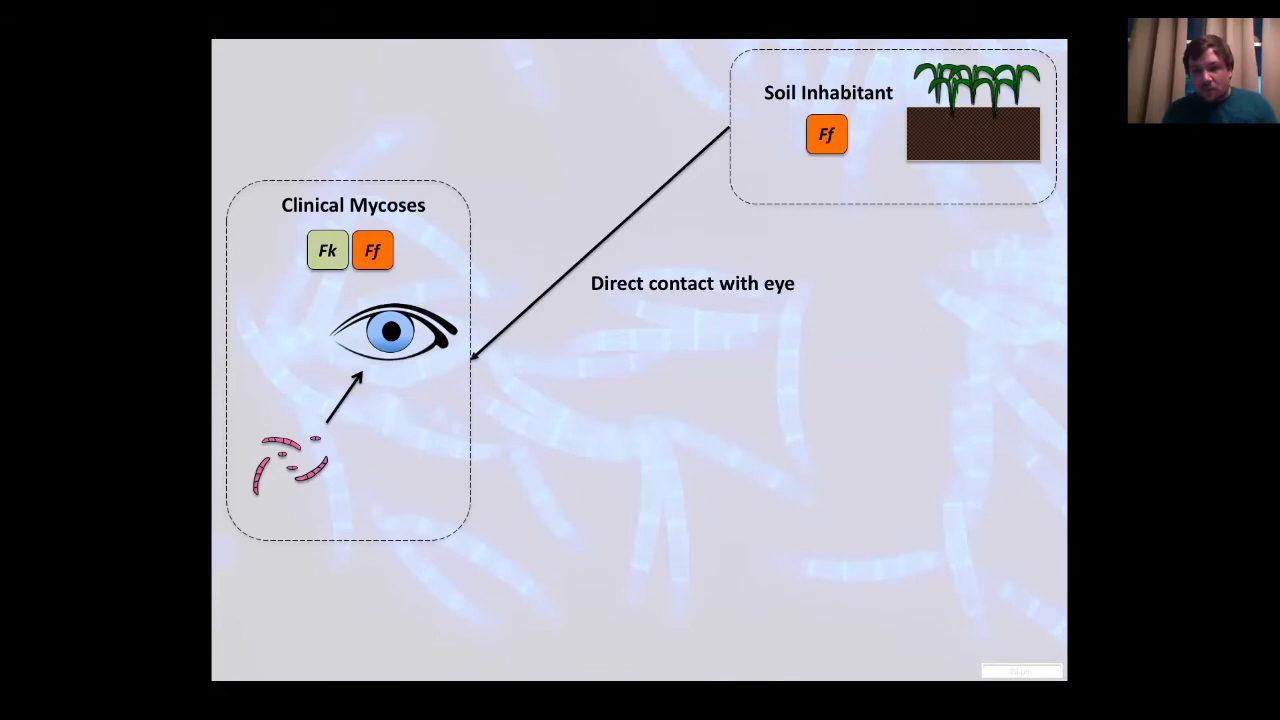 Soil Inhabitant
Ff
Clinical Mycoses
Fk Ff
Direct contact with eye